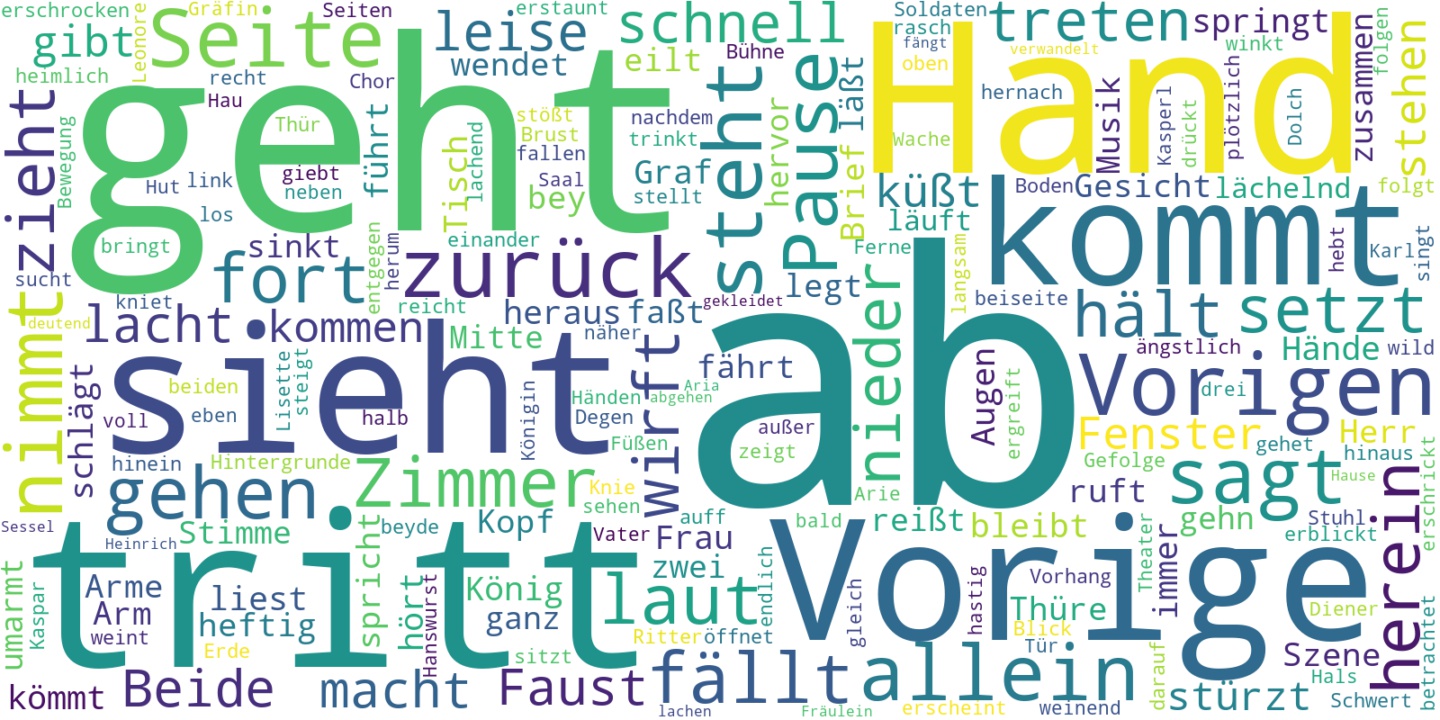 erschrocken
gibt
heimlich
Leonore
Gräfin
Seite
Seiten
leise
wendet
erstaunt
schnell
eilt
Bühne
Soldaten
rasch
fängt
oben
treten
verwandelt
springt
winkt
folgen
stehen
zieht
Bewegung
geht
recht
Hau
Chor
Thür
führt
Tisch
lachend
stößt
Brust
fallen
nachdem
trinkt
steht
hervor
Pause
läßt
Brief
Hand
Wache
hernach
Musik
Kasperl
drückt
plötzlich
Dolch
zusammen
Hut
link
giebt
neben
los
Saal
bey
Graf
stellt
küßt
Boden
Gesicht
lächelnd
folgt
bringt
sinkt
einander
läuft
Ferne
langsam
kommt
hebt
Karl
singt
sucht
kniet
fort
entgegen
herum
zurück
reicht
heraus
faßt
gekleidet
legt
beiseite
hält
setzt
nimmt
deutend
lacht
kommen
Mitte
näher
wirft
fährt
Aria
abgehen
nieder
ab
Augen
ergreift
ängstlich
Hände
wild
Vorigen
drei
schlägt
voll
sieht
beiden
eben
Lisette
steigt
halb
Königin
Händen
Degen
Füßen
außer
zeigt
Fenster
gehet
Herr
hinaus
hinein
Hintergrunde
gehen
Zimmer
Knie
sehen
Arie
Gefolge
ruft
sagt
Hause
herein
erschrickt
Sessel
Heinrich
Stimme
spricht
beyde
Kopf
Vater
auff
Frau
bald
reißt
bleibt
gehn
Stuhl
erblickt
umarmt
Kaspar
tritt
Arme
Arm
weint
liest
heftig
Erde
hört
Hanswurst
König
ganz
sitzt
zwei
laut
endlich
Ritter
öffnet
Vorige
gleich
hastig
Vorhang
Thüre
Blick
Tür
Theater
immer
Diener
Szene
Hals
betrachtet
kömmt
Beide
macht
Faust
fällt
lachen
Fräulein
allein
erscheint
weinend
darauf
stürzt
Schwert